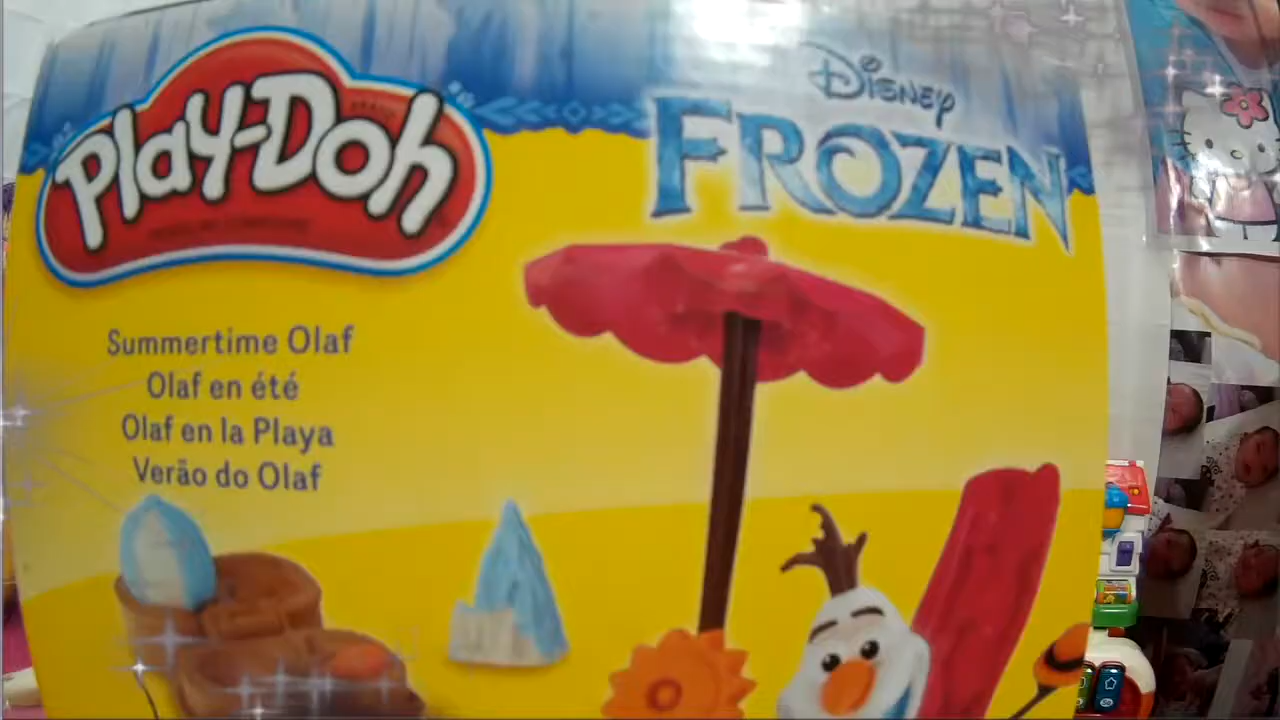 Play-Doh
Disney
FROZEN
Summertime Olaf
Olaf en été
Olaf en la Playa
Verão do Olaf